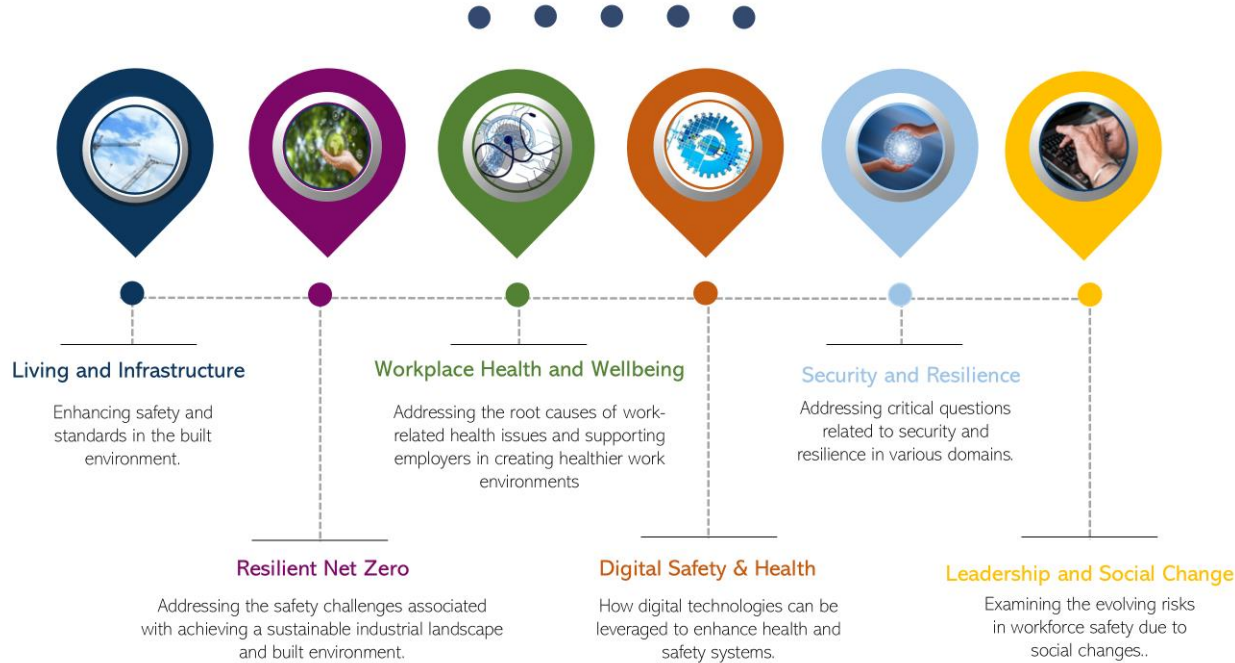 Living and Infrastructure
Enhancing safety and
standards in the built
environment.
Resilient Net Zero
Addressing the safety challenges associated
with achieving a sustainable industrial landscape
and built environment.
Workplace Health and Wellbeing
Addressing the root causes of work-
related health issues and supporting
employers in creating healthier work
environments
Digital Safety & Health
How digital technologies can be
leveraged to enhance health and
safety systems.
Security and Resilience
Addressing critical questions
related to security and
resilience in various domains.
Leadership and Social Change
Examining the evolving risks
in workforce safety due to
social changes..